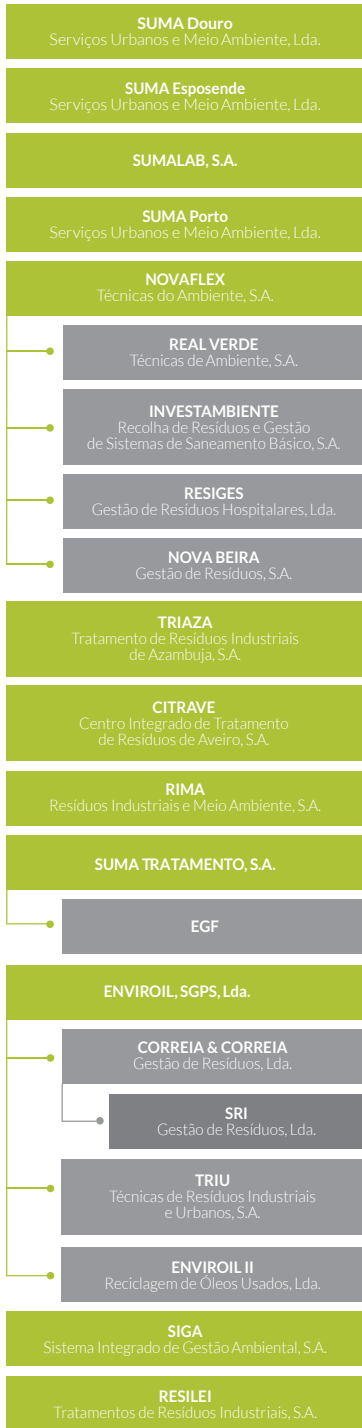 SUMA Douro
Serviços Urbanos e Meio Ambiente, Lda.
SUMA Esposende
Serviços Urbanos e Meio Ambiente, Lda.
SUMALAB, S.A.
SUMA Porto
Serviços Urbanos e Meio Ambiente, Lda.
NOVAFLEX
Técnicas do Ambiente, S.A.
REAL VERDE
Técnicas de Ambiente, S.A.
INVESTAMBIENTE
Recolha de Resíduos e Gestão
de Sistemas de Saneamento Básico, S.A.
RESIGES
Gestão de Resíduos Hospitalares, Lda.
NOVA BEIRA
Gestão de Resíduos, S.A.
TRIAZA
Tratamento de Resíduos Industriais
de Azambuja, S.A.
CITRAVE
Centro Integrado de Tratamento
de Resíduos de Aveiro, S.A.
RIMA
Resíduos Industriais e Meio Ambiente, S.A.
SUMA TRATAMENTO, S.A.
EGF
ENVIROIL, SGPS, Lda.
CORREIA & CORREIA
Gestão de Resíduos, Lda.
SRI
Gestão de Resíduos, Lda.
TRIU
Técnicas de Resíduos Industriais
e Urbanos, S.A.
ENVIROIL II
Reciclagem de Óleos Usados, Lda.
SIGA
Sistema Integrado de Gestão Ambiental, S.A.
RESILEI
Tratamentos de Resíduos Industriais, S.A.